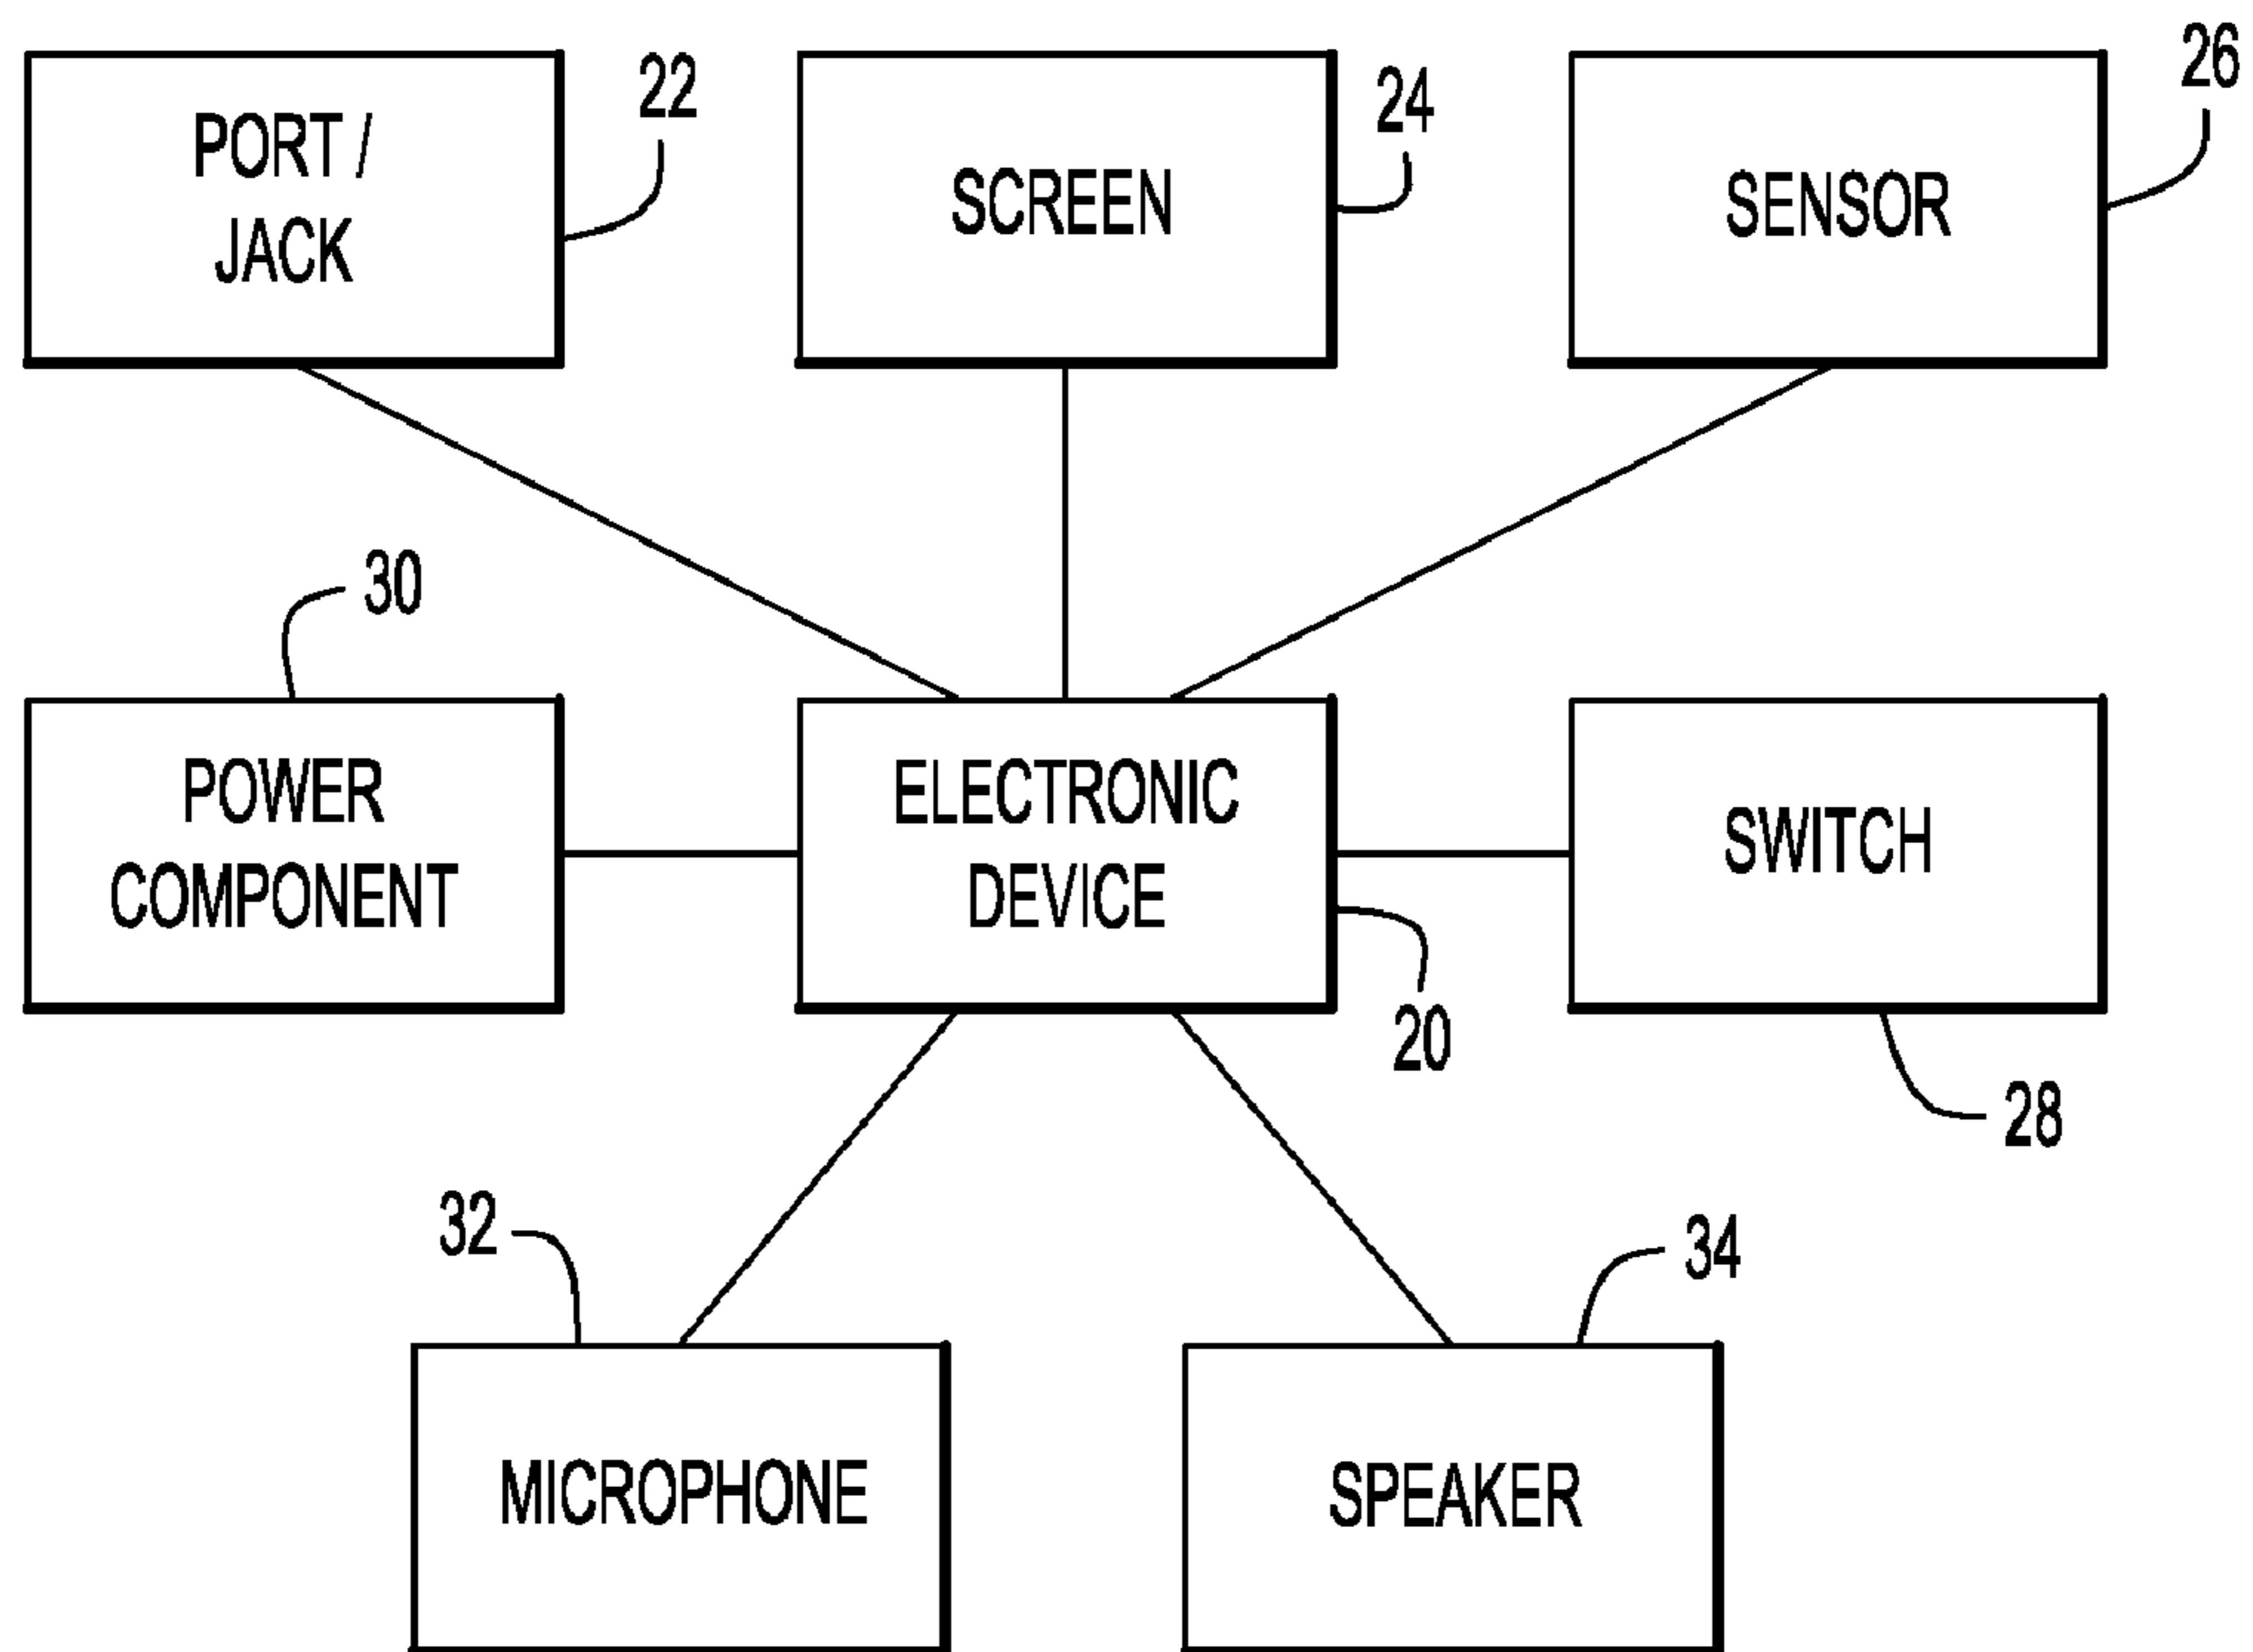 26
22
24
PORT /
JACK
SCREEN
SENSOR
30
POWER
COMPONENT
ELECTRONIC
DEVICE
SWITCH
20
28
32
34
MICROPHONE
SPEAKER